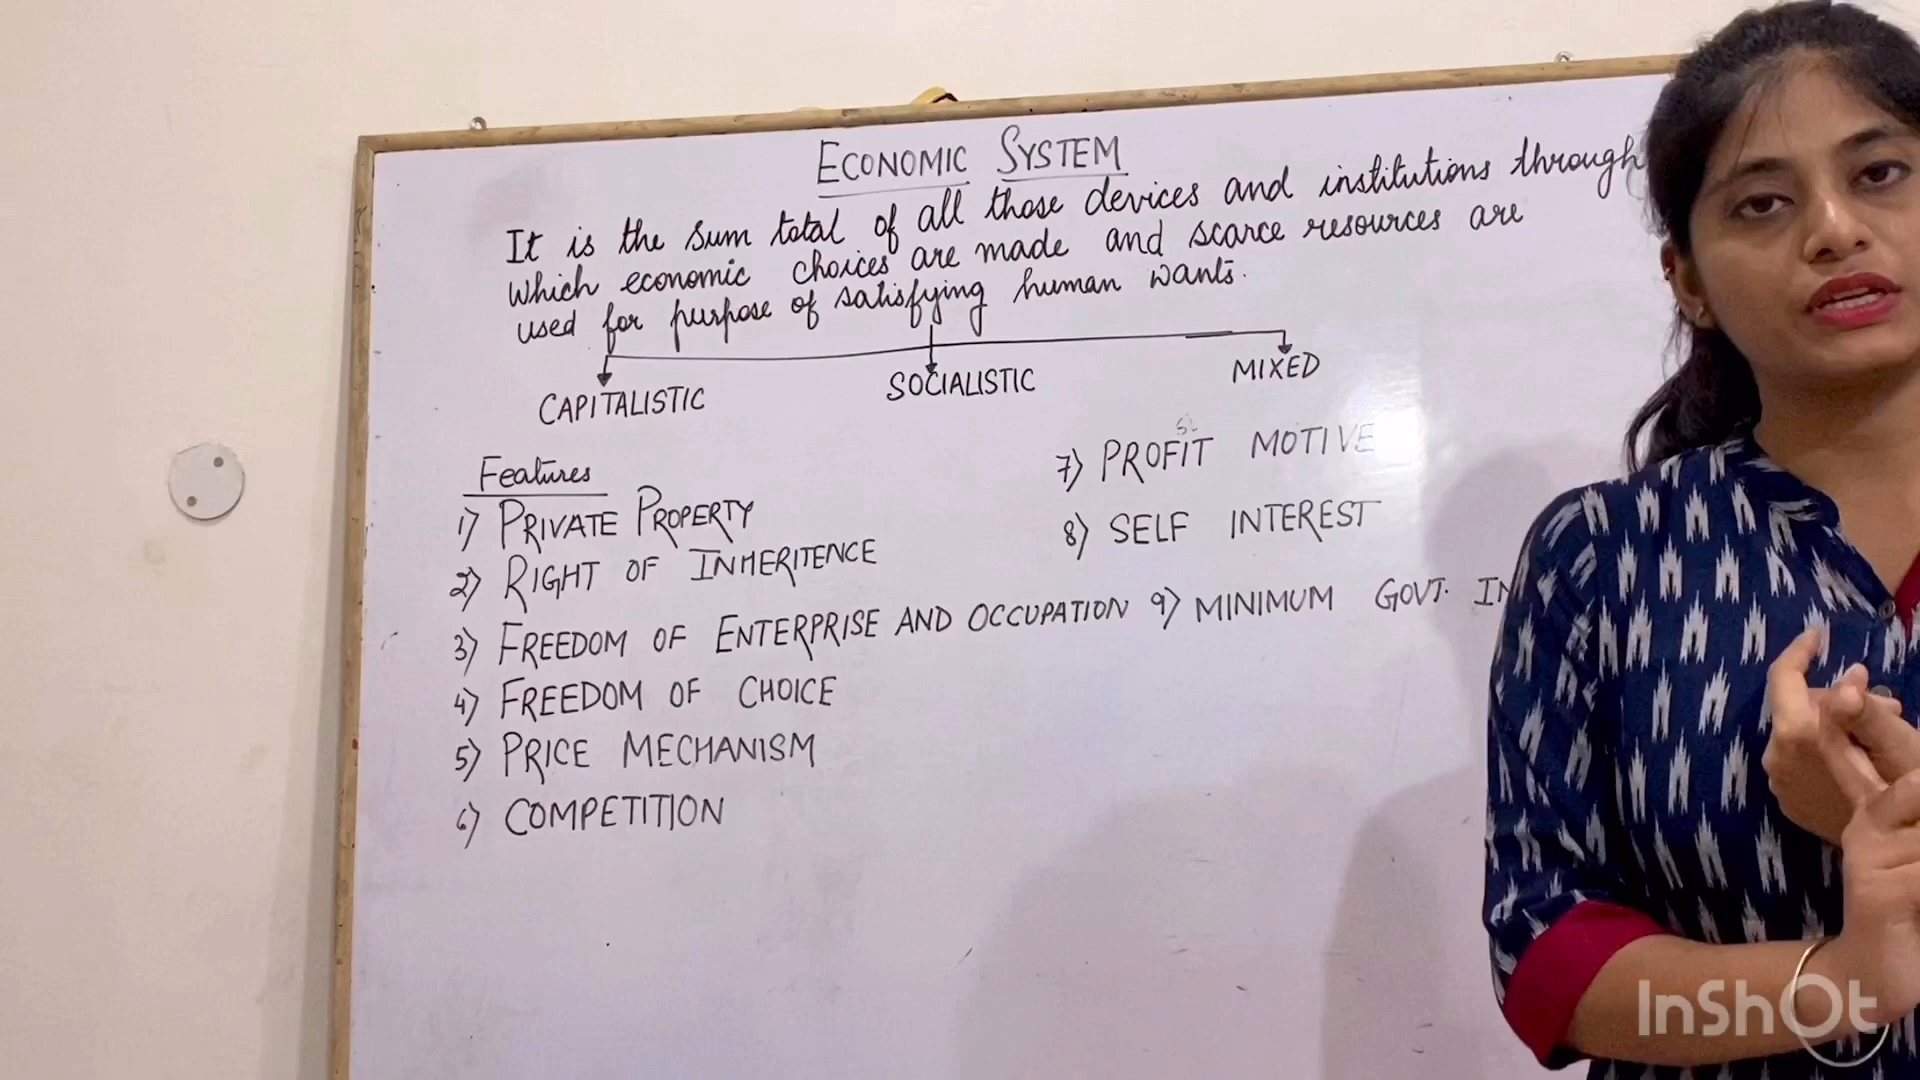 ECONOMIC SYSTEM
It is the sum total of all those devices and institutions through
which economic choices are made and scarce resources are
used for purpose of satisfying human wants.
CAPITALISTIC SOCIALISTIC MIXED
Features
1) PRIVATE PROPERTY
2) RIGHT OF INHERITENCE
3) FREEDOM OF ENTERPRISE AND OCCUPATION
4) FREEDOM OF CHOICE
5) PRICE MECHANISM
6) COMPETITION
7) PROFIT MOTIVE
8) SELF INTEREST
9) MINIMUM GOVT.
InShOt